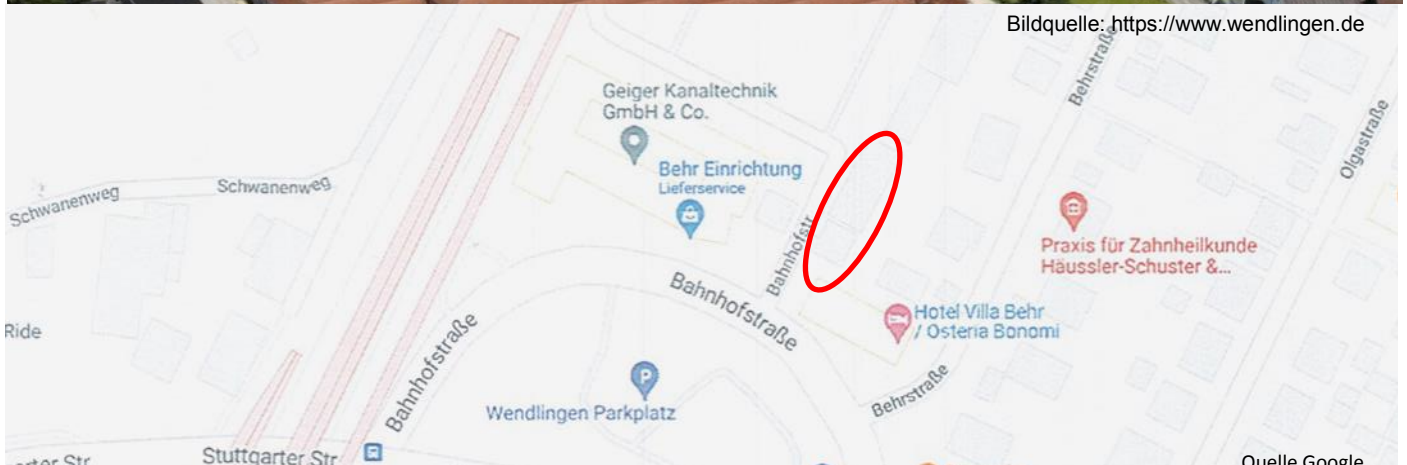 Bildquelle: https://www.wendlingen.de
Behrstraße
Geiger Kanaltechnik
GmbH & Co.
Olgastraße
Behr Einrichtung
Lieferservice
Schwanenweg
Schwanenweg
Bahnhofstr
Praxis für Zahnheilkunde
Häussler-Schuster &...
Bahnhofstraße
Hotel Villa Behr
/ Osteria Bonomi
Ride
Bahnhofstraße
P
Wendlingen Parkplatz
Behrstraße
Stuttgarter Str
Quelle Google